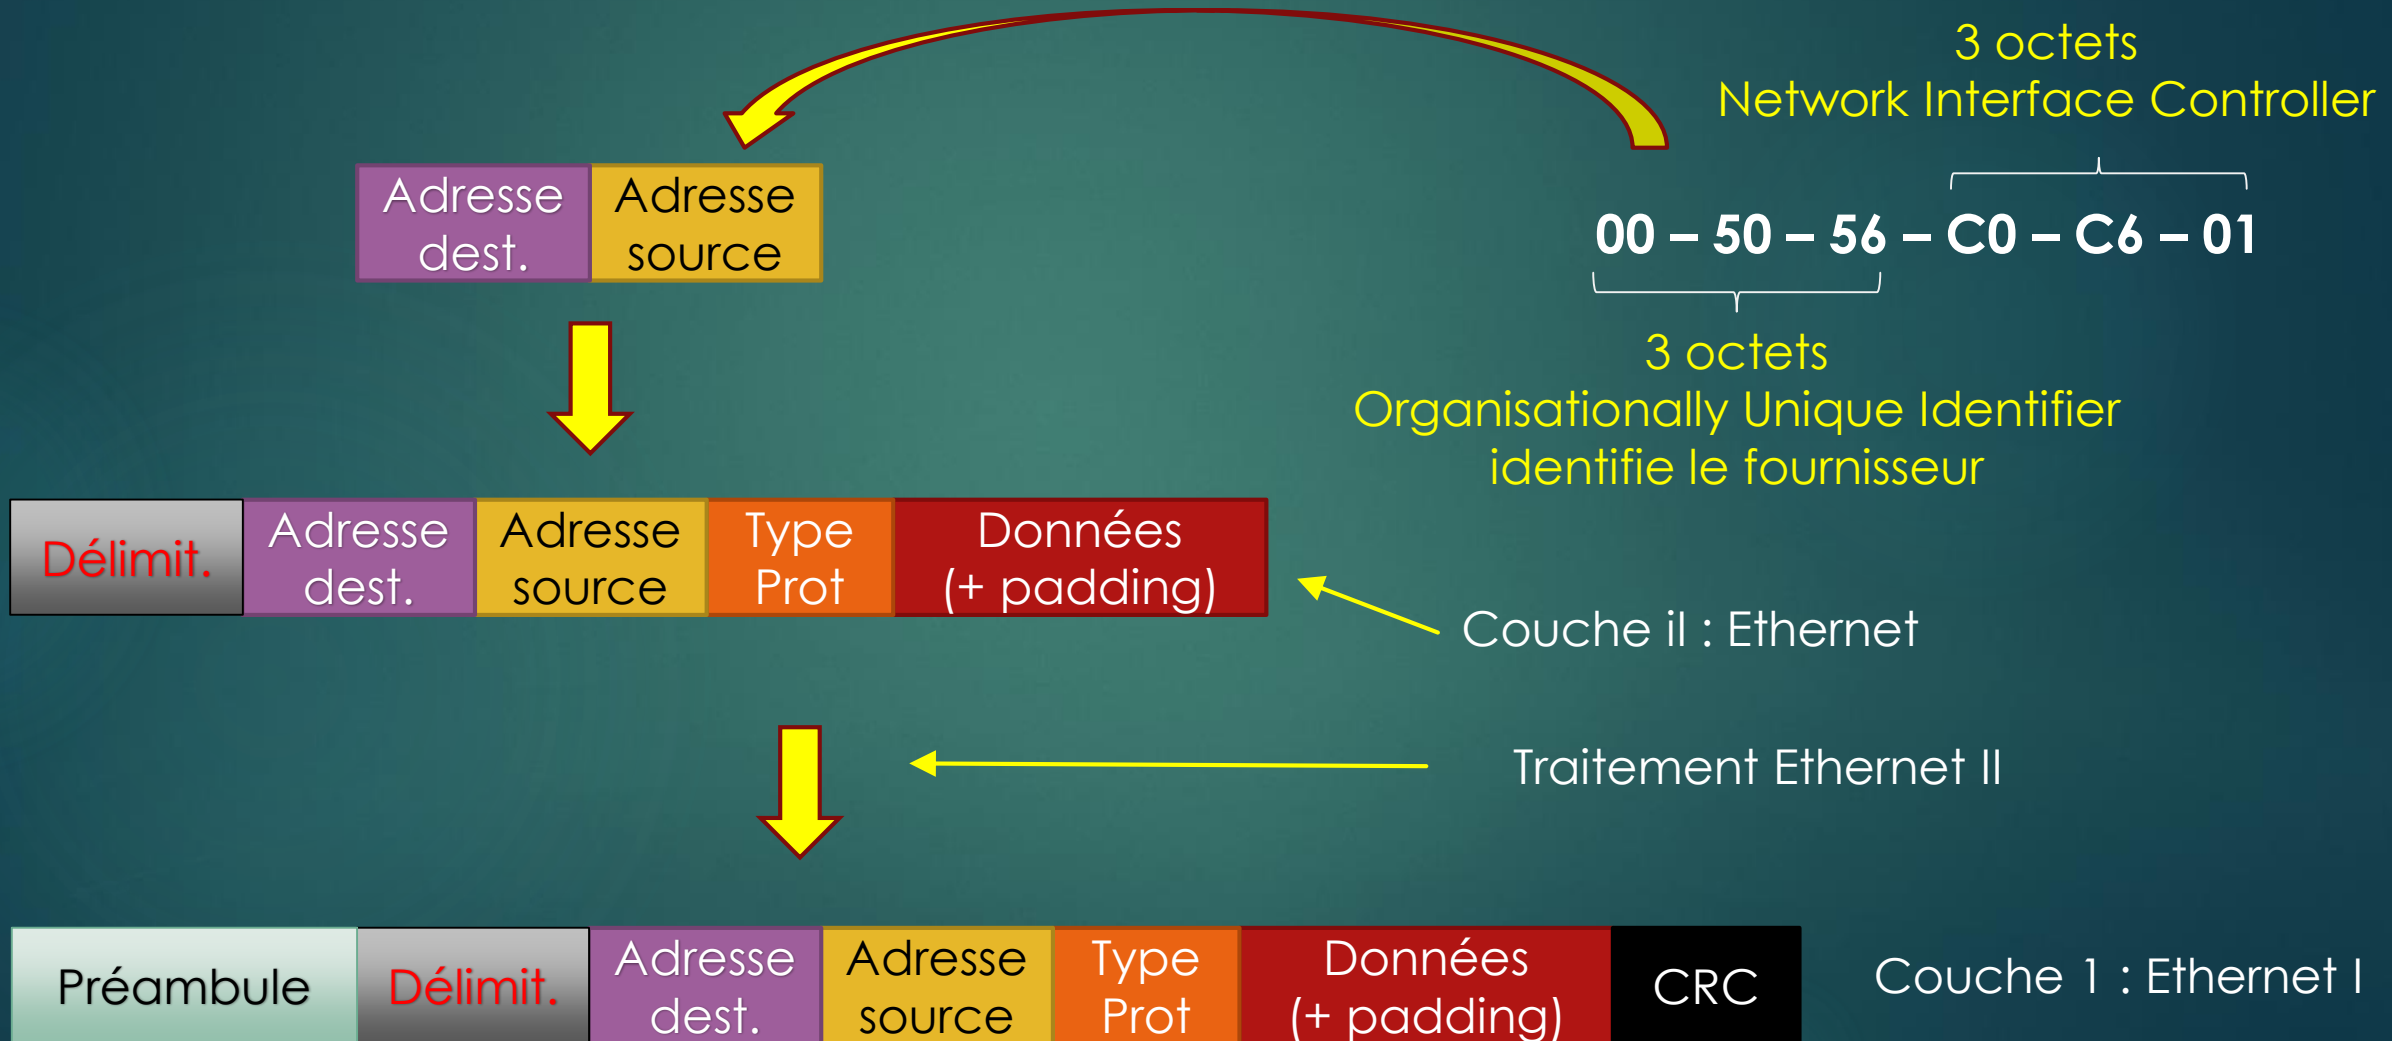 3 octets
Network Interface Controller
Adresse
dest.
Adresse
source
00 – 50 – 56 – C0 – C6 – 01
3 octets
Organisationally Unique Identifier
identifie le fournisseur
Délimit.
Adresse
dest.
Adresse
source
Type
Prot
Données
(+ padding)
Couche il : Ethernet
Traitement Ethernet II
Préambule
Délimit.
Adresse
dest.
Adresse
source
Type
Prot
Données
(+ padding)
CRC
Couche 1 : Ethernet I